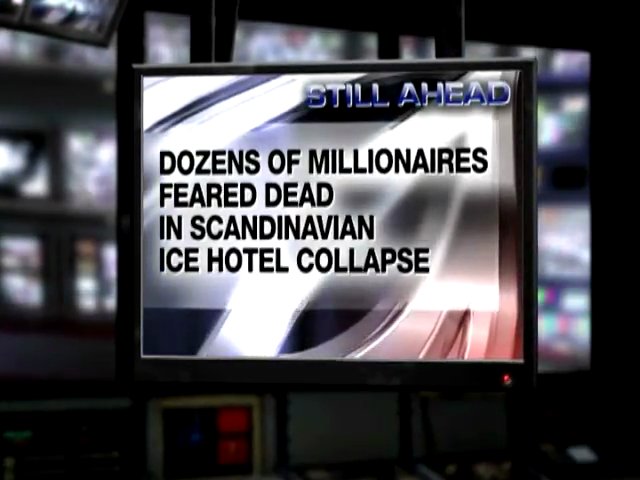 STILL AHEAD
DOZENS OF MILLIONAIRES
FEARED DEAD
IN SCANDINAVIAN
ICE HOTEL COLLAPSE